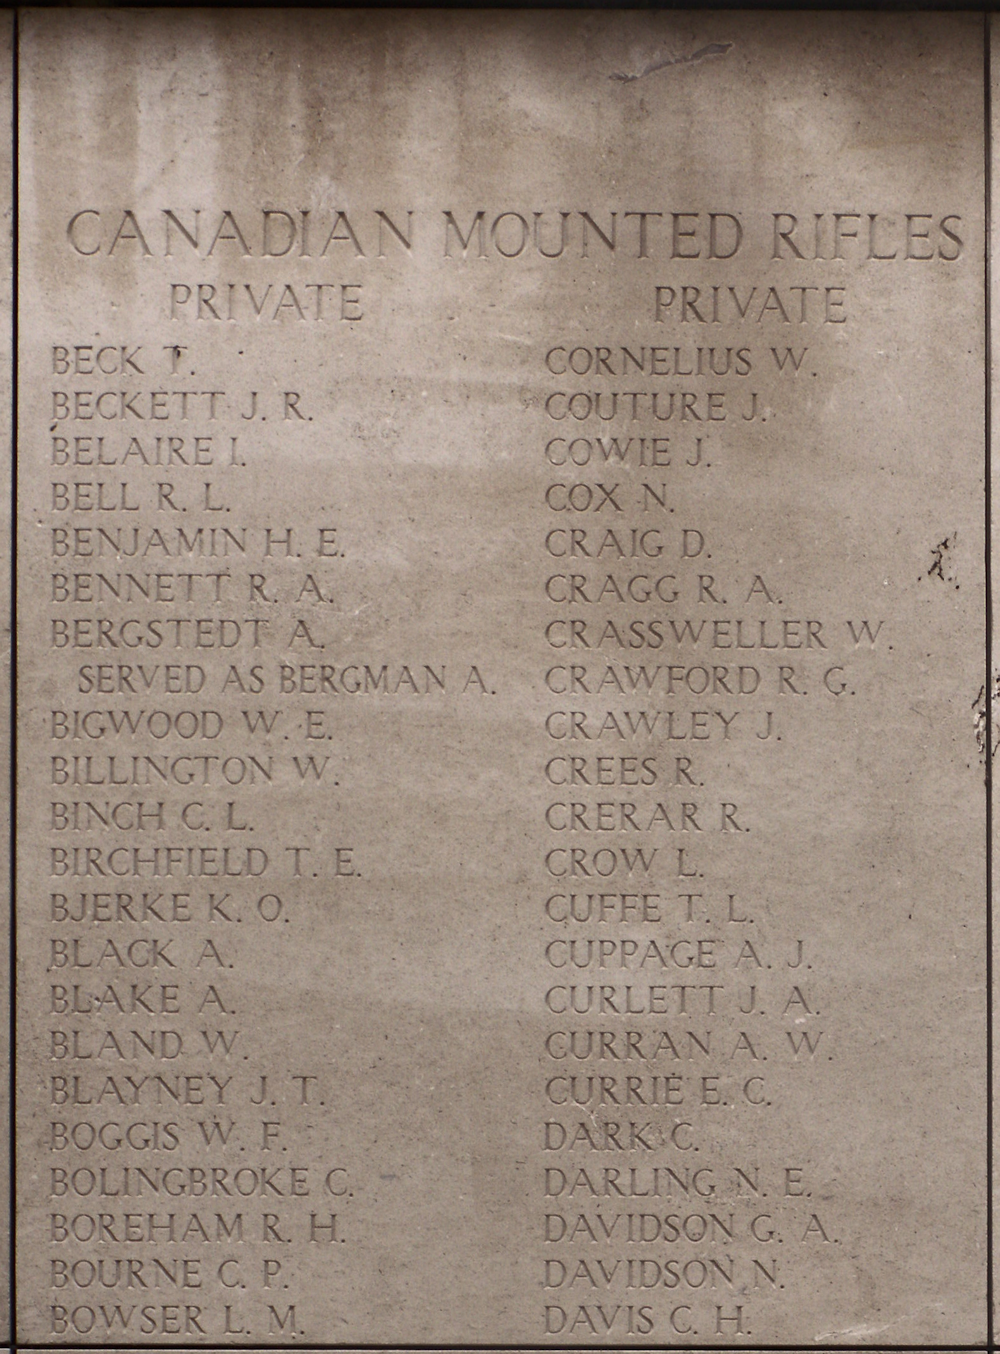 CANADIAN MOUNTED RIFLES
PRIVATE
BECK T.
BECKETT J. R.
BELAIRE I.
BELL R. L.
BENJAMIN H. E.
BENNETT R. A.
BERGSTEDT A.
SERVED AS BERGMAN A.
BIGWOOD W. E.
BILLINGTON W.
BINCH C. L.
BIRCHFIELD T. E.
BJERKE K. O.
BLACK A.
BLAKE A.
BLAND W.
BLAYNEY J. T.
BOGGIS W. F.
BOLINGBROKE C.
BOREHAM R. H.
BOURNE C. P.
BOWSER L. M.
PRIVATE
CORNELIUS W.
COUTURE J.
COWIE J.
COX N.
CRAIG D.
CRAGG R. A.
CRASSWELLER W.
CRAWFORD R. G.
CRAWLEY J.
CREES R.
CRERAR R.
CROW L.
CUFFE T. L.
CUPPAGE A. J.
CURLETT J. A.
CURRAN A. W.
CURRIE E. C.
DARK C.
DARLING N. E.
DAVIDSON G. A.
DAVIDSON N.
DAVIS C. H.